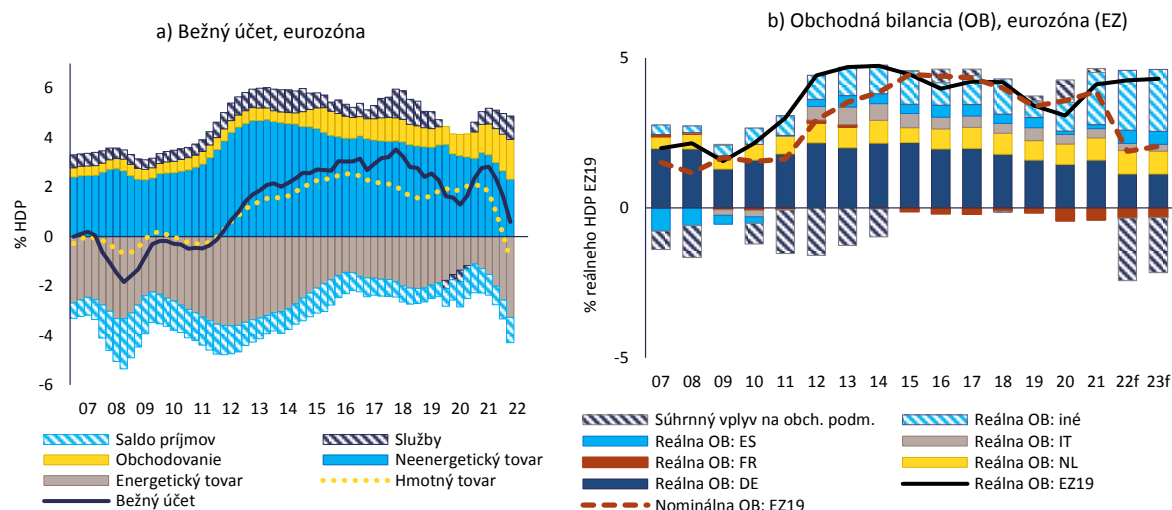 a) Bežný účet, eurozóna
% HDP
6
4
2
0
-2
-4
-6
07 08 09 10 11 12 13 14 15 16 17 18 19 20 21 22
Saldo príjmov
Služby
Obchodovanie
Neenergetický tovar
Energetický tovar
Hmotný tovar
Bežný účet
b) Obchodná bilancia (OB), eurozóna (EZ)
% reálneho HDP EZ19
5
0
-5
07 08 09 10 11 12 13 14 15 16 17 18 19 20 21 22f 23f
Súhrnný vplyv na obch. podm.
Reálna OB: iné
Reálna OB: ES
Reálna OB: IT
Reálna OB: FR
Reálna OB: NL
Reálna OB: DE
Reálna OB: EZ19
Nominálna OB: EZ19